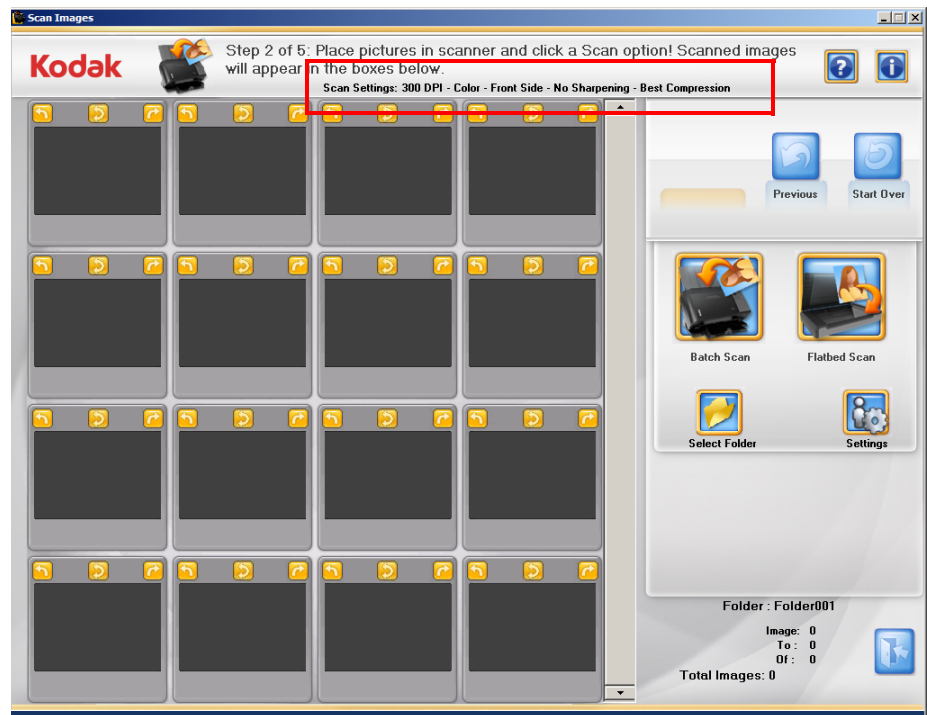 Scan Images
Kodak
Step 2 of 5: Place pictures in scanner and click a Scan option! Scanned images
will appear in the boxes below.
Scan Settings: 300 DPI - Color - Front Side - No Sharpening - Best Compression
Previous
Start Over
Batch Scan
Flatbed Scan
Select Folder
Settings
Folder : Folder001
Image: 0
To : 0
Of : 0
Total Images: 0